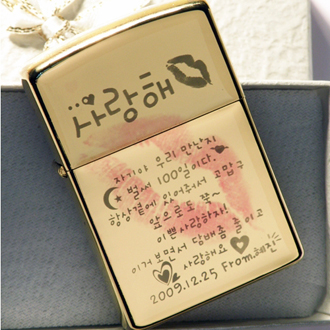 사랑해
자기야 우리 만난지
벌써 100일이다.
항상곁에 있어줘서 고맙구
앞으로도 쭉~
이쁜사랑하자!
이거 보면서 담배좀 줄이고
사랑해요
2009.12.25 From.혜진